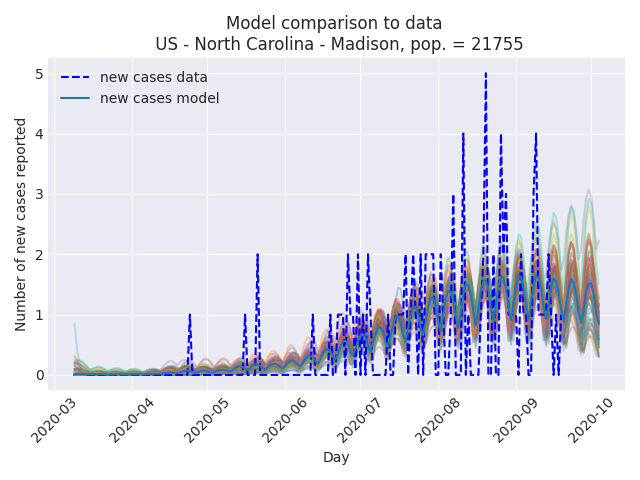 Model comparison to data
US - North Carolina - Madison, pop. = 21755
new cases data
new cases model
Number of new cases reported
5
4
3
2
1
0
2020-03
2020-04
2020-05
2020-06
2020-07
2020-08
2020-09
2020-10
Day